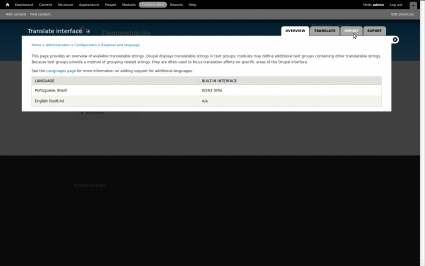 Dashboard Content Structure Appearance People Modules Configuration Reports Help Hello admin Log out
Add content Find content Edit shortcuts
Translate interface
OVERVIEW TRANSLATE IMPORT EXPORT
Home » Administration » Configuration » Regional and language
This page provides an overview of available translatable strings. Drupal displays translatable strings in text groups; modules may define additional text groups containing other translatable strings.
Because text groups provide a method of grouping related strings, they are often used to focus translation efforts on specific areas of the Drupal interface.
See the Languages page for more information on adding support for additional languages.
LANGUAGE BUILT-IN INTERFACE
Portuguese, Brazil 0/203 (0%)
English (built-in) n/a